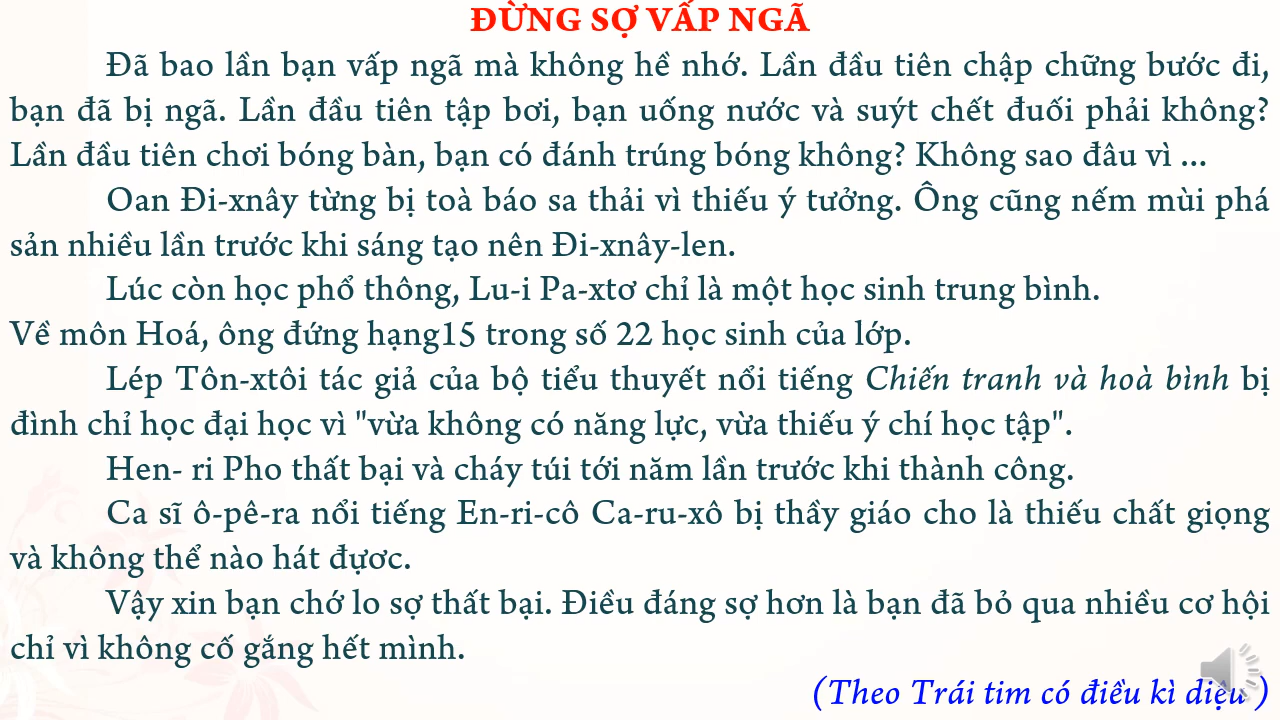 ĐỪNG SỢ VẤP NGÃ
Đã bao lần bạn vấp ngã mà không hề nhớ. Lần đầu tiên chập chững bước đi,
bạn đã bị ngã. Lần đầu tiên tập bơi, bạn uống nước và suýt chết đuối phải không?
Lần đầu tiên chơi bóng bàn, bạn có đánh trúng bóng không? Không sao đâu vì ...
Oan Đi-xnây từng bị toà báo sa thải vì thiếu ý tưởng. Ông cũng nếm mùi phá
sản nhiều lần trước khi sáng tạo nên Đi-xnây-len.
Lúc còn học phổ thông, Lu-i Pa-xtơ chỉ là một học sinh trung bình.
Về môn Hoá, ông đứng hạng15 trong số 22 học sinh của lớp.
Lép Tôn-xtôi tác giả của bộ tiểu thuyết nổi tiếng Chiến tranh và hoà bình bị
đình chỉ học đại học vì "vừa không có năng lực, vừa thiếu ý chí học tập".
Hen- ri Pho thất bại và cháy túi tới năm lần trước khi thành công.
Ca sĩ ô-pê-ra nổi tiếng En-ri-cô Ca-ru-xô bị thầy giáo cho là thiếu chất giọng
và không thể nào hát đựơc.
Vậy xin bạn chớ lo sợ thất bại. Điều đáng sợ hơn là bạn đã bỏ qua nhiều cơ hội
chỉ vì không cố gắng hết mình.
(Theo Trái tim có điều kì diệu )